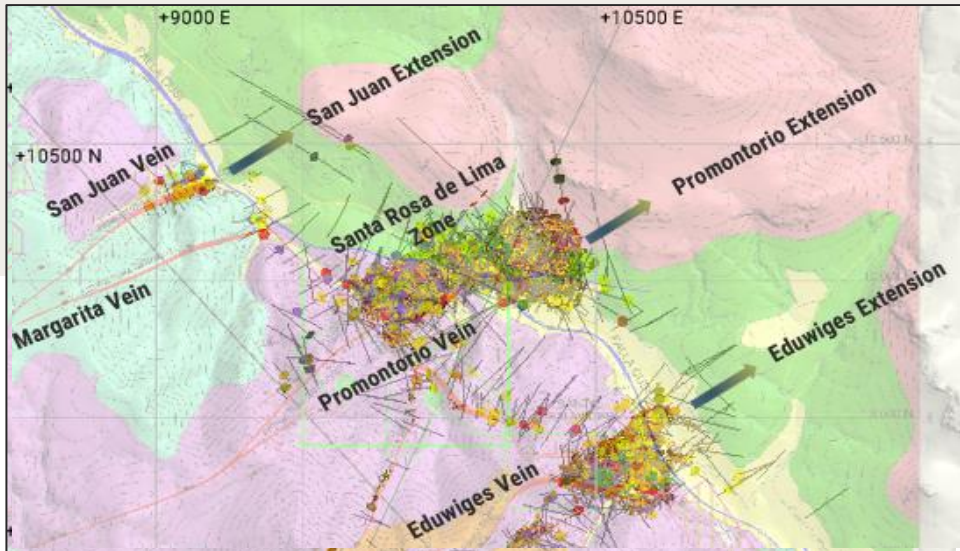 +9000 E
+10500 E
San Juan Extension
Promontorio Extension
+10500 N
San Juan Vein
Santa Rosa de Lima
Zone
Margarita Vein
Promontorio Vein
Eduwiges Extension
Eduwiges Vein